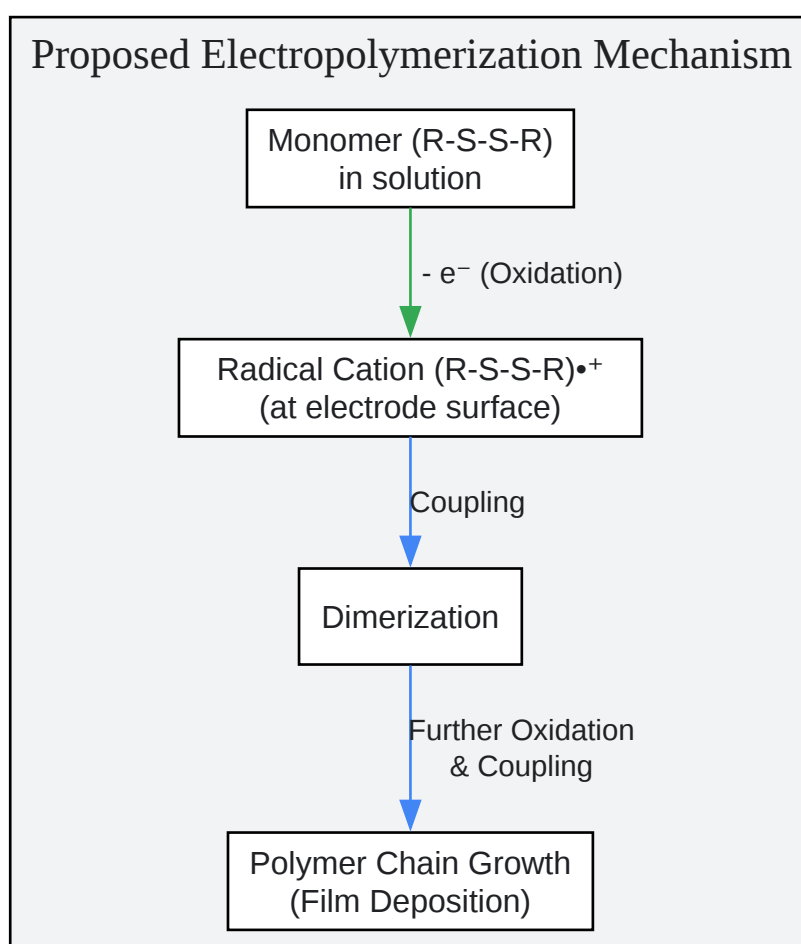 Proposed Electropolymerization Mechanism
Monomer (R-S-S-R)
in solution
- e⁻ (Oxidation)
Radical Cation (R-S-S-R)•⁺
(at electrode surface)
Coupling
Dimerization
Further Oxidation
& Coupling
Polymer Chain Growth
(Film Deposition)